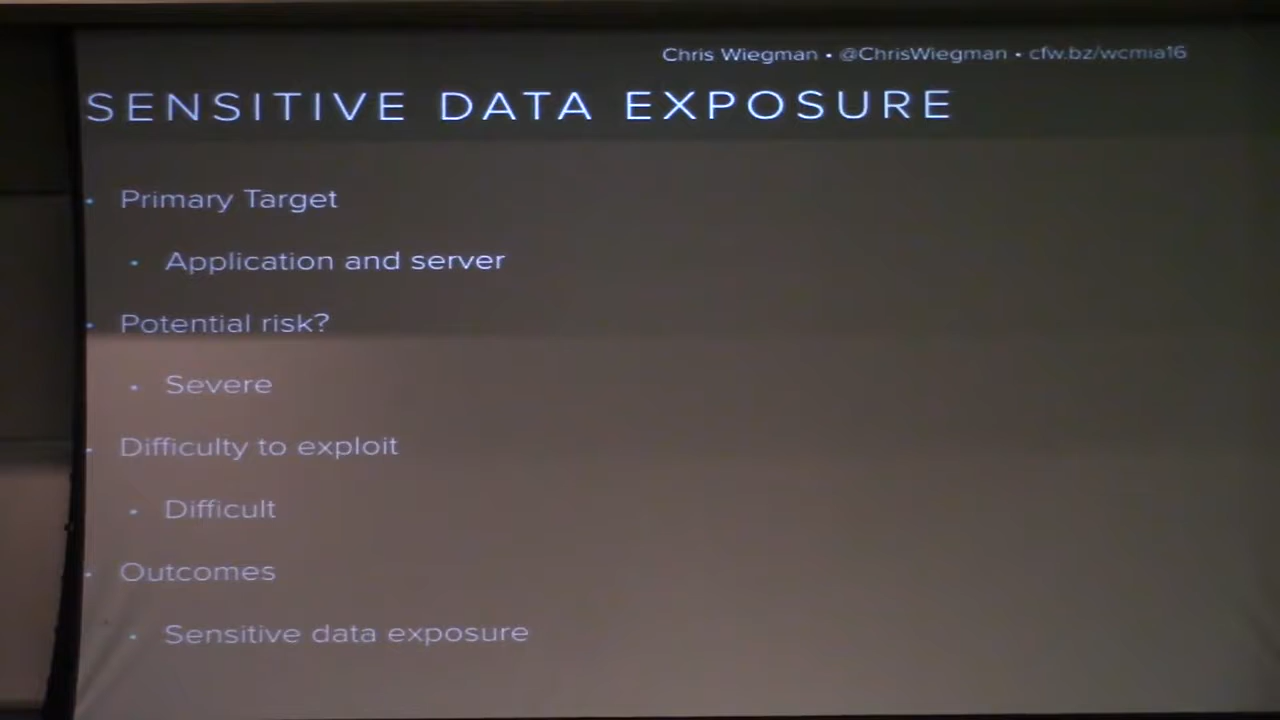 Chris Wiegman • @ChrisWiegman • cfw.bz/wcmia16
SENSITIVE DATA EXPOSURE
• Primary Target
• Application and server
• Potential risk?
• Severe
• Difficulty to exploit
• Difficult
• Outcomes
• Sensitive data exposure